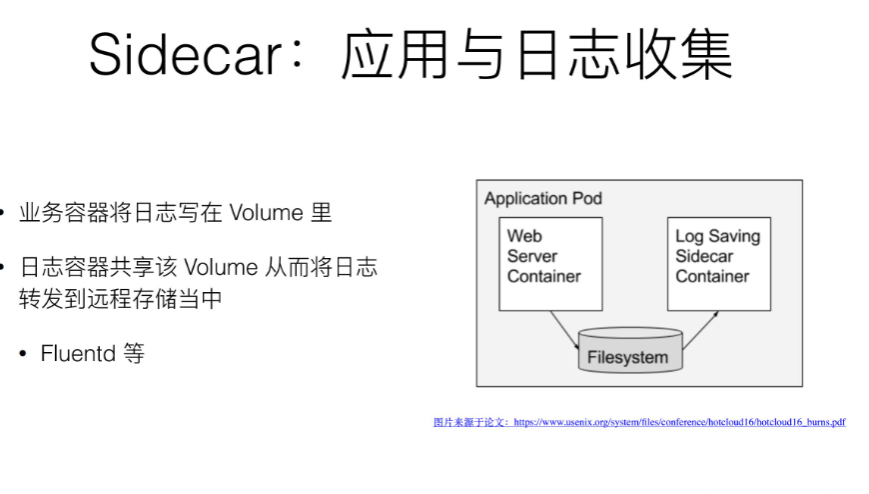 Sidecar：应用与日志收集
• 业务容器将日志写在 Volume 里
• 日志容器共享该 Volume 从而将日志
转发到远程存储当中
• Fluentd 等
Application Pod
Web
Server
Container
Log Saving
Sidecar
Container
Filesystem
图片来源于论文：https://www.usenix.org/system/files/conference/hotcloud16/hotcloud16_burns.pdf